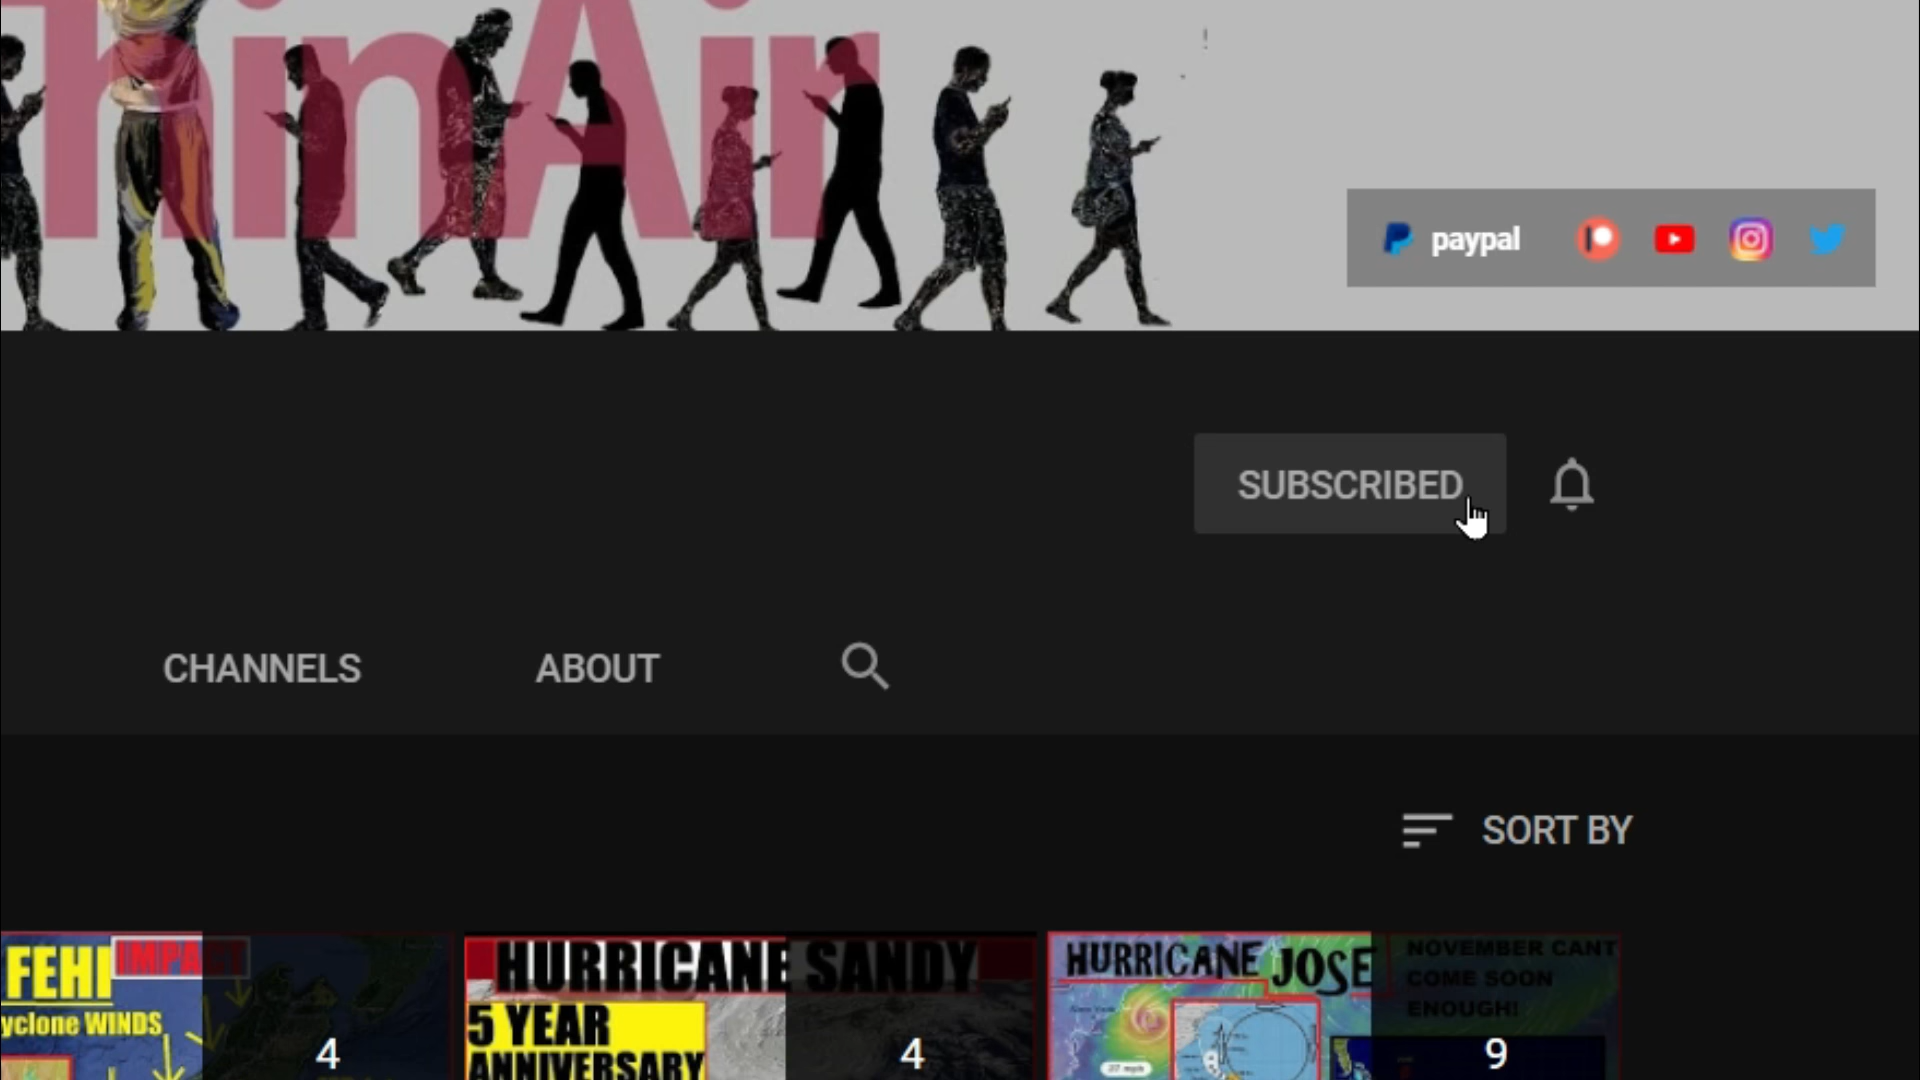 hinAir
paypal
SUBSCRIBED
CHANNELS
ABOUT
SORT BY
FEHI IMPACT
yclone WINDS
4
HURRICANE SANDY
5 YEAR
ANNIVERSARY
4
HURRICANE JOSE
NOVEMBER CANT
COME SOON
ENOUGH!
9